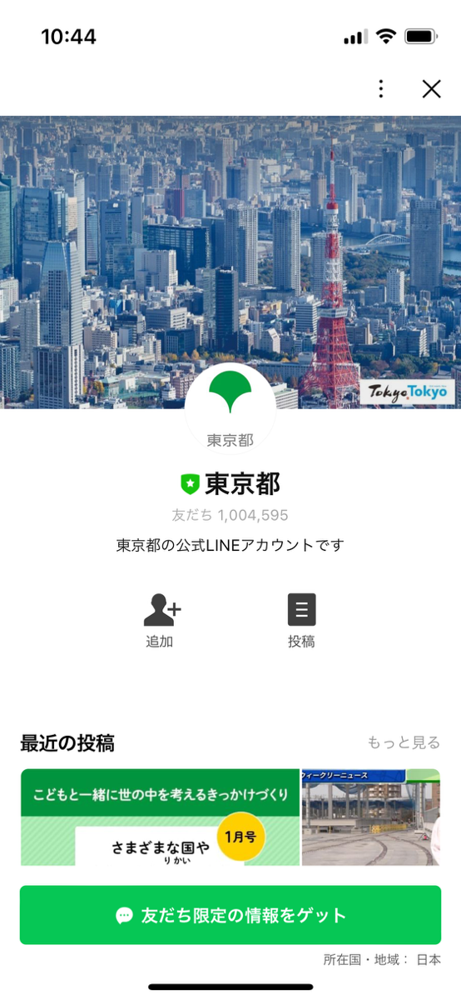 10:44
Tokyo Tokyo
東京都
東京都
友だち 1,004,595
東京都の公式LINEアカウントです
追加
投稿
最近の投稿
もっと見る
こどもと一緒に世の中を考えるきっかけづくり
1月号
さまざまな国や
りかい
ウィークリーニュース
友だち限定の情報をゲット
所在国・地域： 日本